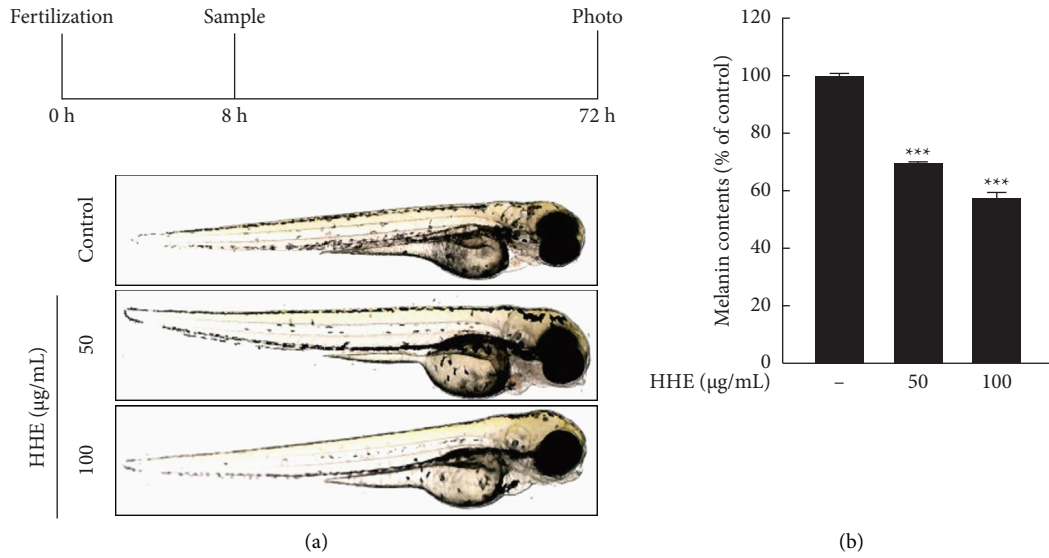 Fertilization Sample Photo
0 h 8 h 72 h
Control
HHE (μg/mL)
50
100
(a)
Melanin contents (% of control)
120
100
80
60
40
20
0
***
***
HHE (μg/mL) – 50 100
(b)